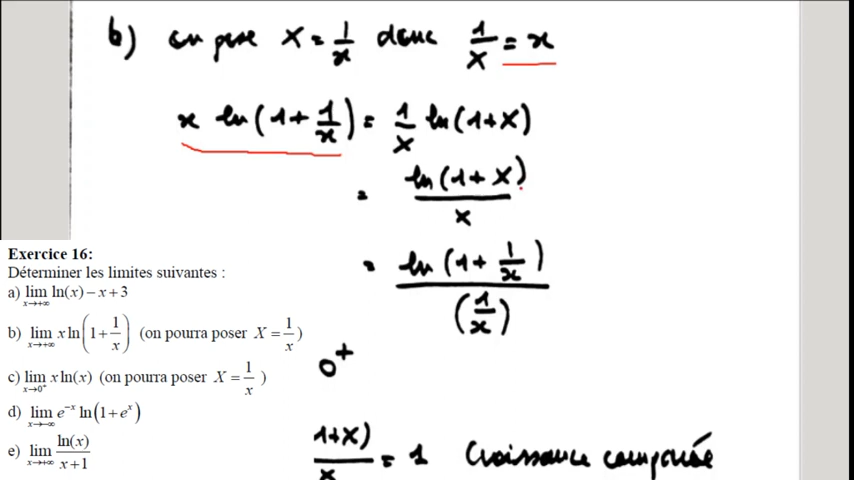 b) on pose X = 1/x donc 1/X = x
x ln(1 + 1/x) = 1/X ln(1+X)
= ln(1+X)/X
= ln(1 + 1/x)/(1/x)
0⁺
1+X)/X = 1 Croissance comparée
Exercice 16:
Déterminer les limites suivantes :
a) lim x→+∞ ln(x) − x + 3
b) lim x→+∞ x ln(1 + 1/x) (on pourra poser X = 1/x )
c) lim x→0⁺ x ln(x) (on pourra poser X = 1/x )
d) lim x→−∞ e⁻ˣ ln(1 + eˣ)
e) lim x→+∞ ln(x)/(x+1)